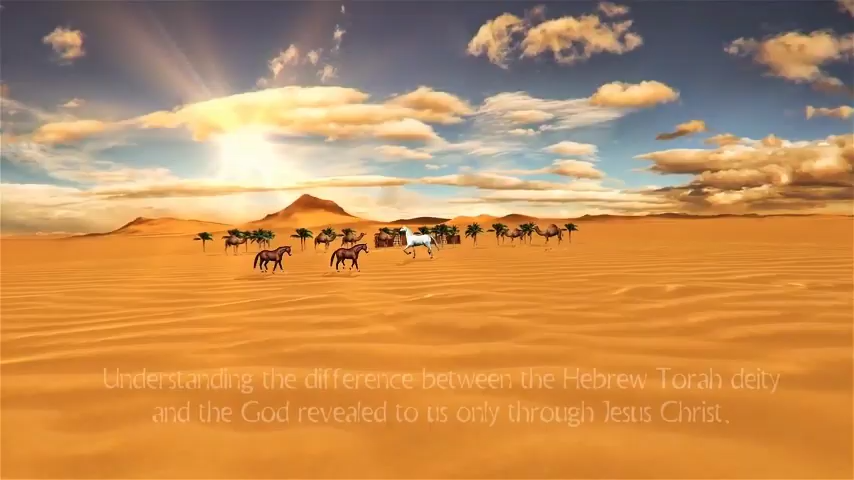 Understanding the difference between the Hebrew Torah deity
and the God revealed to us only through Jesus Christ.